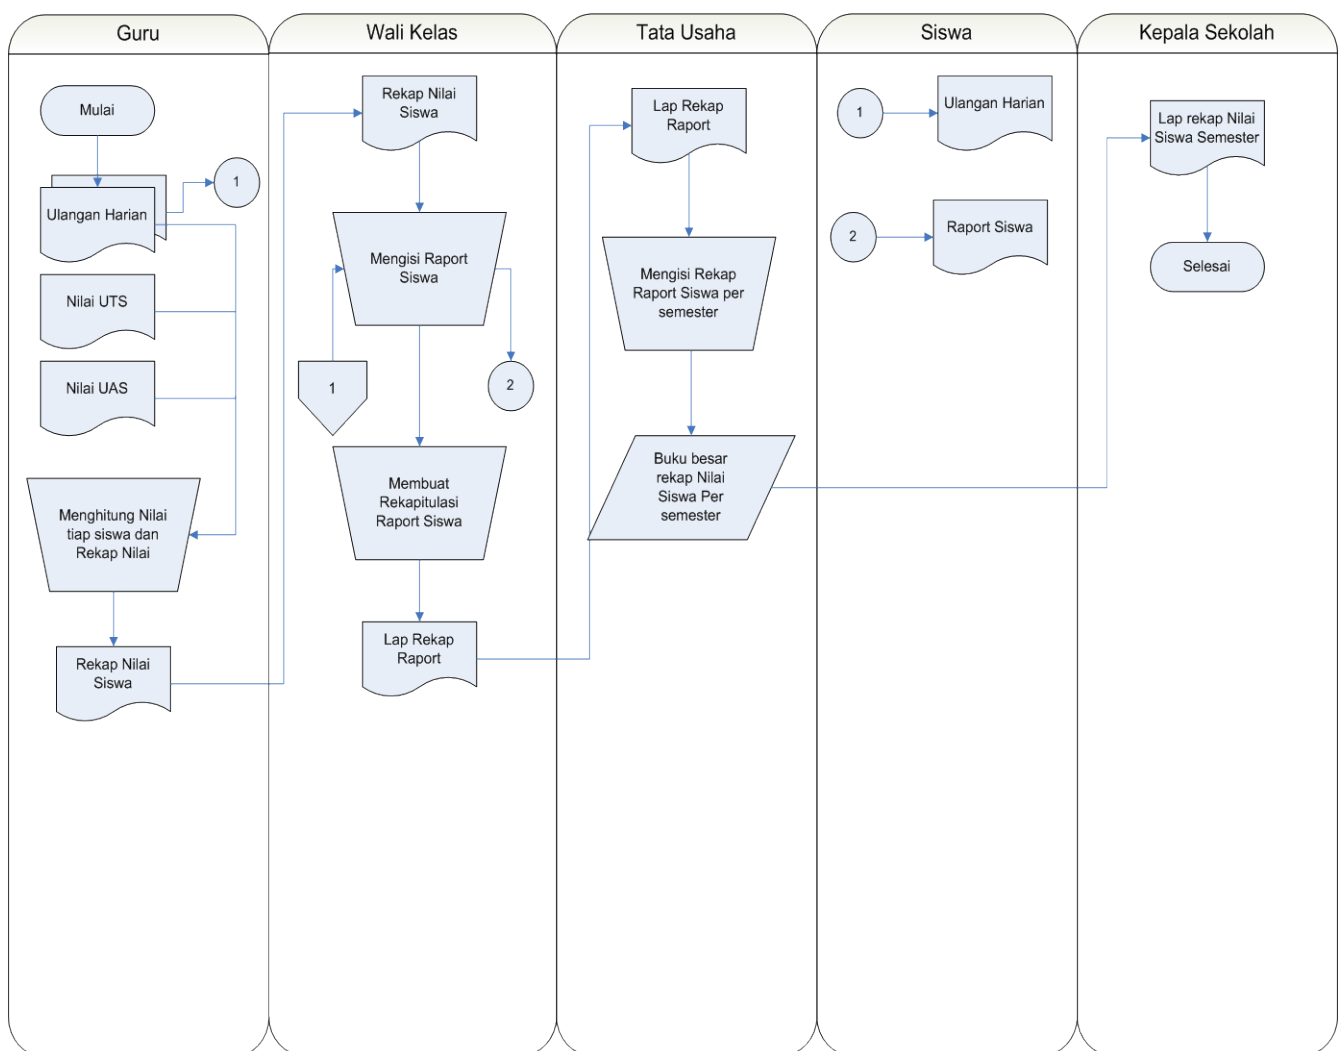 Guru
Wali Kelas
Tata Usaha
Siswa
Kepala Sekolah
Mulai
1
Ulangan Harian
Nilai UTS
Nilai UAS
Menghitung Nilai
tiap siswa dan
Rekap Nilai
Rekap Nilai
Siswa
Rekap Nilai
Siswa
Mengisi Raport
Siswa
1
2
Membuat
Rekapitulasi
Raport Siswa
Lap Rekap
Raport
Lap Rekap
Raport
Mengisi Rekap
Raport Siswa per
semester
Buku besar
rekap Nilai
Siswa Per
semester
1
Ulangan Harian
2
Raport Siswa
Lap rekap Nilai
Siswa Semester
Selesai